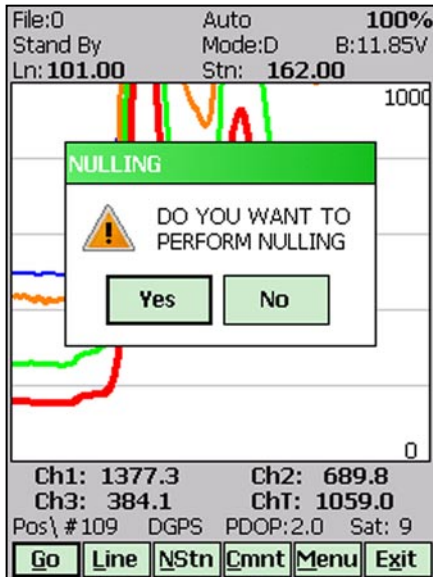 File:0 Auto 100%
Stand By Mode:D B:11.85V
Ln:101.00 Stn: 162.00
1000
NULLING
DO YOU WANT TO
PERFORM NULLING
Yes No
0
Ch1: 1377.3 Ch2: 689.8
Ch3: 384.1 ChT: 1059.0
Pos\#109 DGPS PDOP:2.0 Sat: 9
Go Line NStn Cmnt Menu Exit